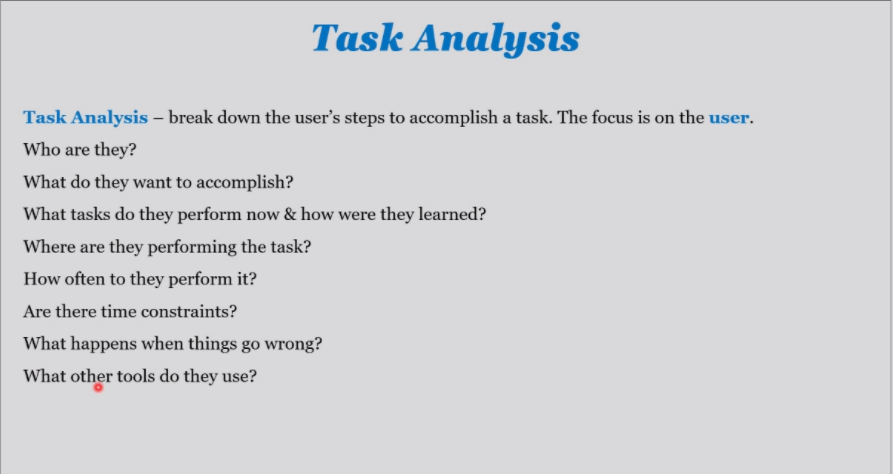 Task Analysis
Task Analysis – break down the user’s steps to accomplish a task. The focus is on the user.
Who are they?
What do they want to accomplish?
What tasks do they perform now & how were they learned?
Where are they performing the task?
How often to they perform it?
Are there time constraints?
What happens when things go wrong?
What other tools do they use?